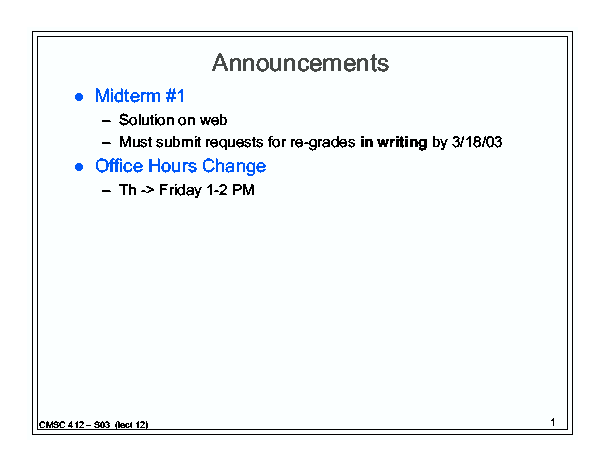 Announcements
● Midterm #1
– Solution on web
– Must submit requests for re-grades in writing by 3/18/03
● Office Hours Change
– Th -> Friday 1-2 PM
CMSC 412 – S03 (lect 12)
1